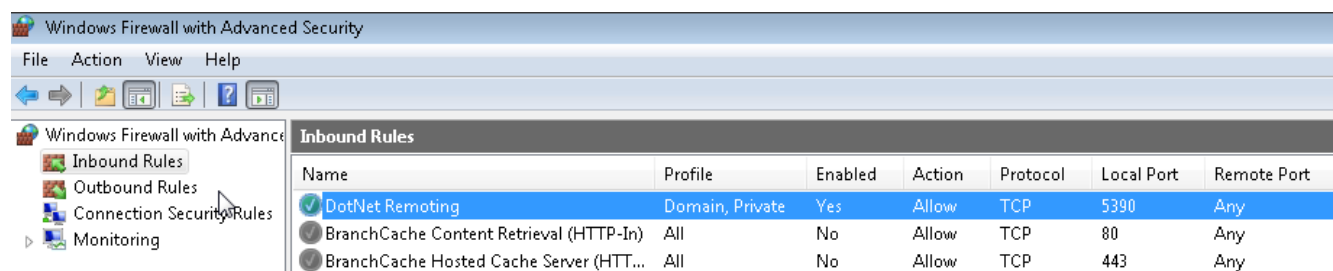 Windows Firewall with Advanced Security
File Action View Help
Windows Firewall with Advance
Inbound Rules
Outbound Rules
Connection Security Rules
Monitoring
Inbound Rules
Name Profile Enabled Action Protocol Local Port Remote Port
DotNet Remoting Domain, Private Yes Allow TCP 5390 Any
BranchCache Content Retrieval (HTTP-In) All No Allow TCP 80 Any
BranchCache Hosted Cache Server (HTT... All No Allow TCP 443 Any